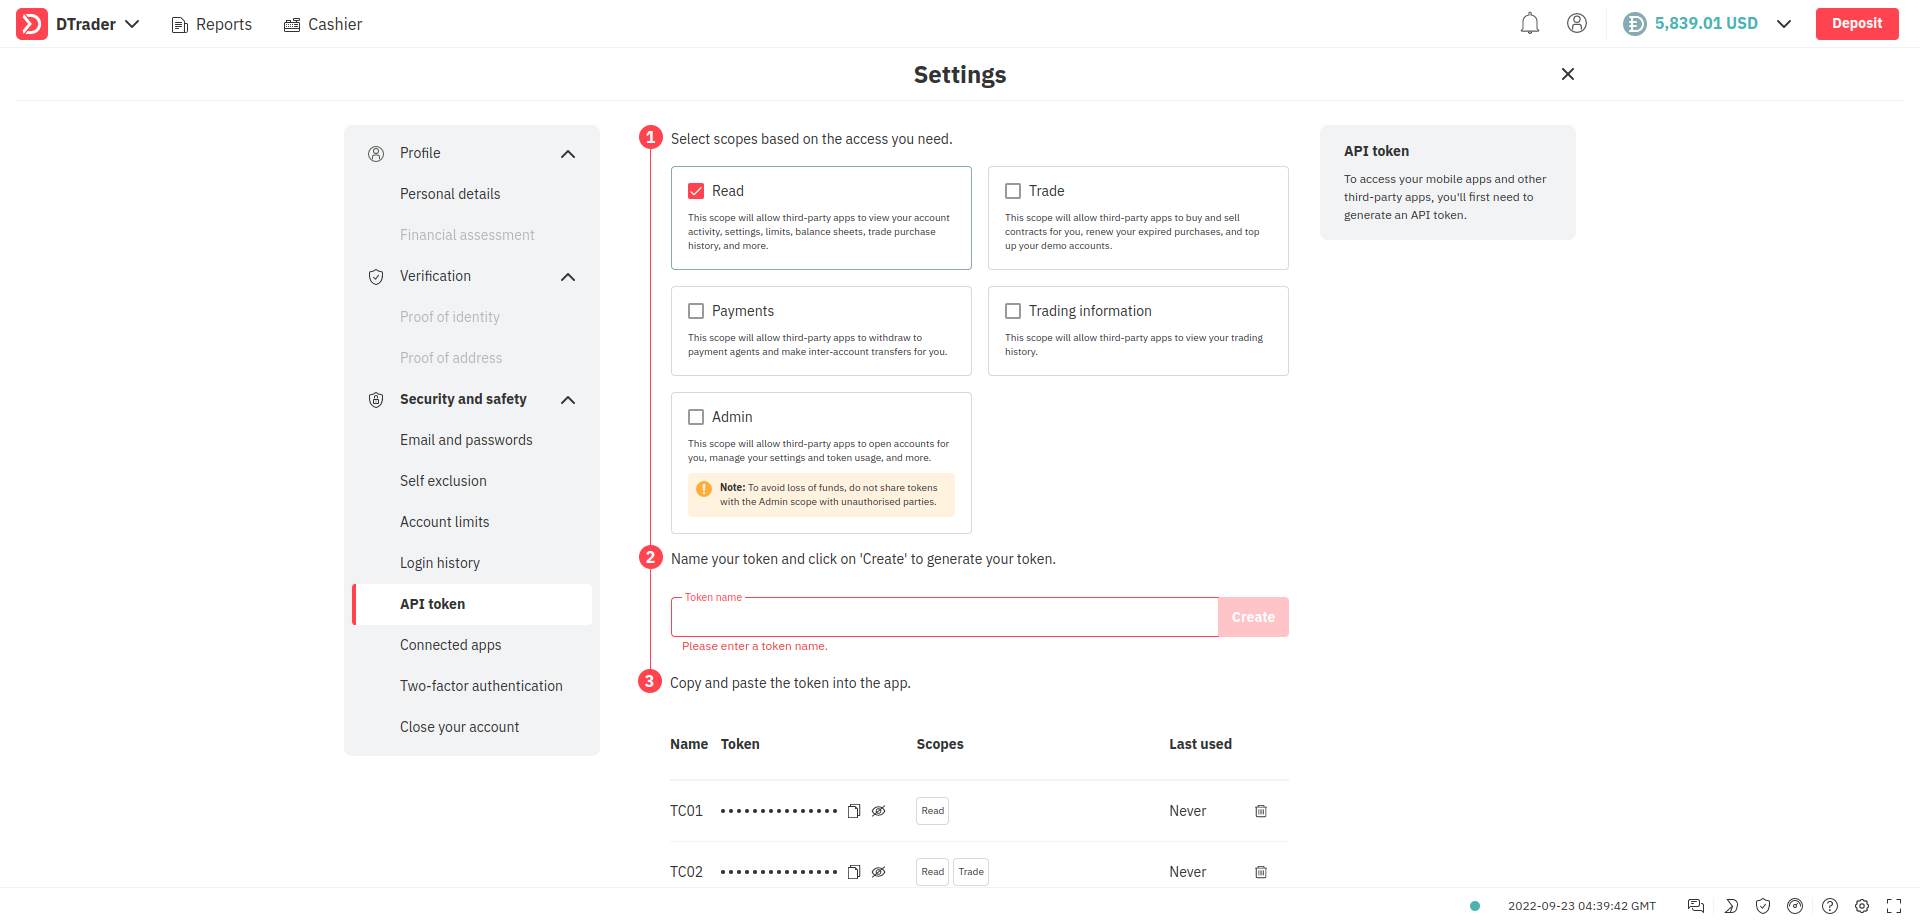 DTrader
Reports
Cashier
5,839.01 USD
Deposit
Settings
Profile
Personal details
Financial assessment
Verification
Proof of identity
Proof of address
Security and safety
Email and passwords
Self exclusion
Account limits
Login history
API token
Connected apps
Two-factor authentication
Close your account
1 Select scopes based on the access you need.
Read
This scope will allow third-party apps to view your account
activity, settings, limits, balance sheets, trade purchase
history, and more.
Trade
This scope will allow third-party apps to buy and sell
contracts for you, renew your expired purchases, and top
up your demo accounts.
Payments
This scope will allow third-party apps to withdraw to
payment agents and make inter-account transfers for you.
Trading information
This scope will allow third-party apps to view your trading
history.
Admin
This scope will allow third-party apps to open accounts for
you, manage your settings and token usage, and more.
Note: To avoid loss of funds, do not share tokens
with the Admin scope with unauthorised parties.
2 Name your token and click on 'Create' to generate your token.
Token name
Create
Please enter a token name.
3 Copy and paste the token into the app.
Name Token Scopes Last used
TC01 ••••••••••••••• Read Never
TC02 ••••••••••••••• Read Trade Never
API token
To access your mobile apps and other
third-party apps, you'll first need to
generate an API token.
2022-09-23 04:39:42 GMT